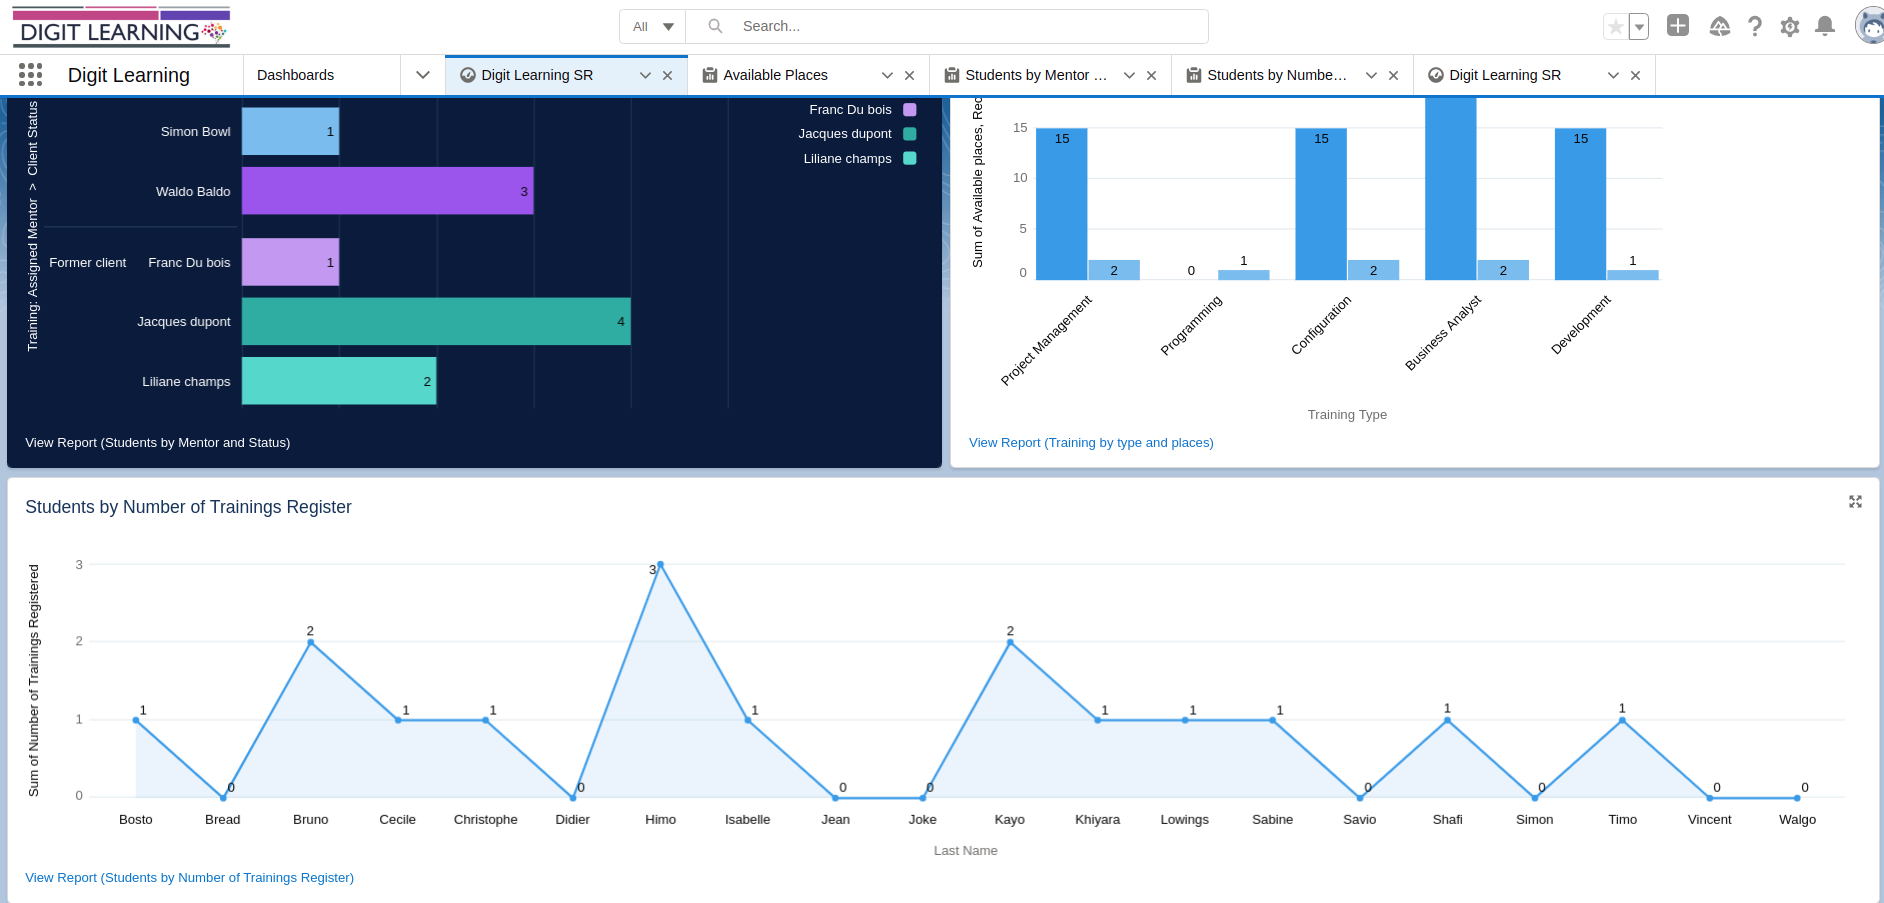 DIGIT LEARNING
All
Search...
Digit Learning
Dashboards
Digit Learning SR
Available Places
Students by Mentor ...
Students by Numbe...
Digit Learning SR
Training: Assigned Mentor > Client Status
Simon Bowl
1
Waldo Baldo
3
Former client
Franc Du bois
1
Jacques dupont
4
Liliane champs
2
Franc Du bois
Jacques dupont
Liliane champs
View Report (Students by Mentor and Status)
Sum of Available places, Rec
15
10
5
0
15
2
0
1
15
2
2
15
1
Project Management
Programming
Configuration
Business Analyst
Development
Training Type
View Report (Training by type and places)
Students by Number of Trainings Register
Sum of Number of Trainings Registered
3
2
1
0
1
0
2
1
1
0
3
1
0
0
2
1
1
1
0
1
0
1
0
0
Bosto
Bread
Bruno
Cecile
Christophe
Didier
Himo
Isabelle
Jean
Joke
Kayo
Khiyara
Lowings
Sabine
Savio
Shafi
Simon
Timo
Vincent
Walgo
Last Name
View Report (Students by Number of Trainings Register)